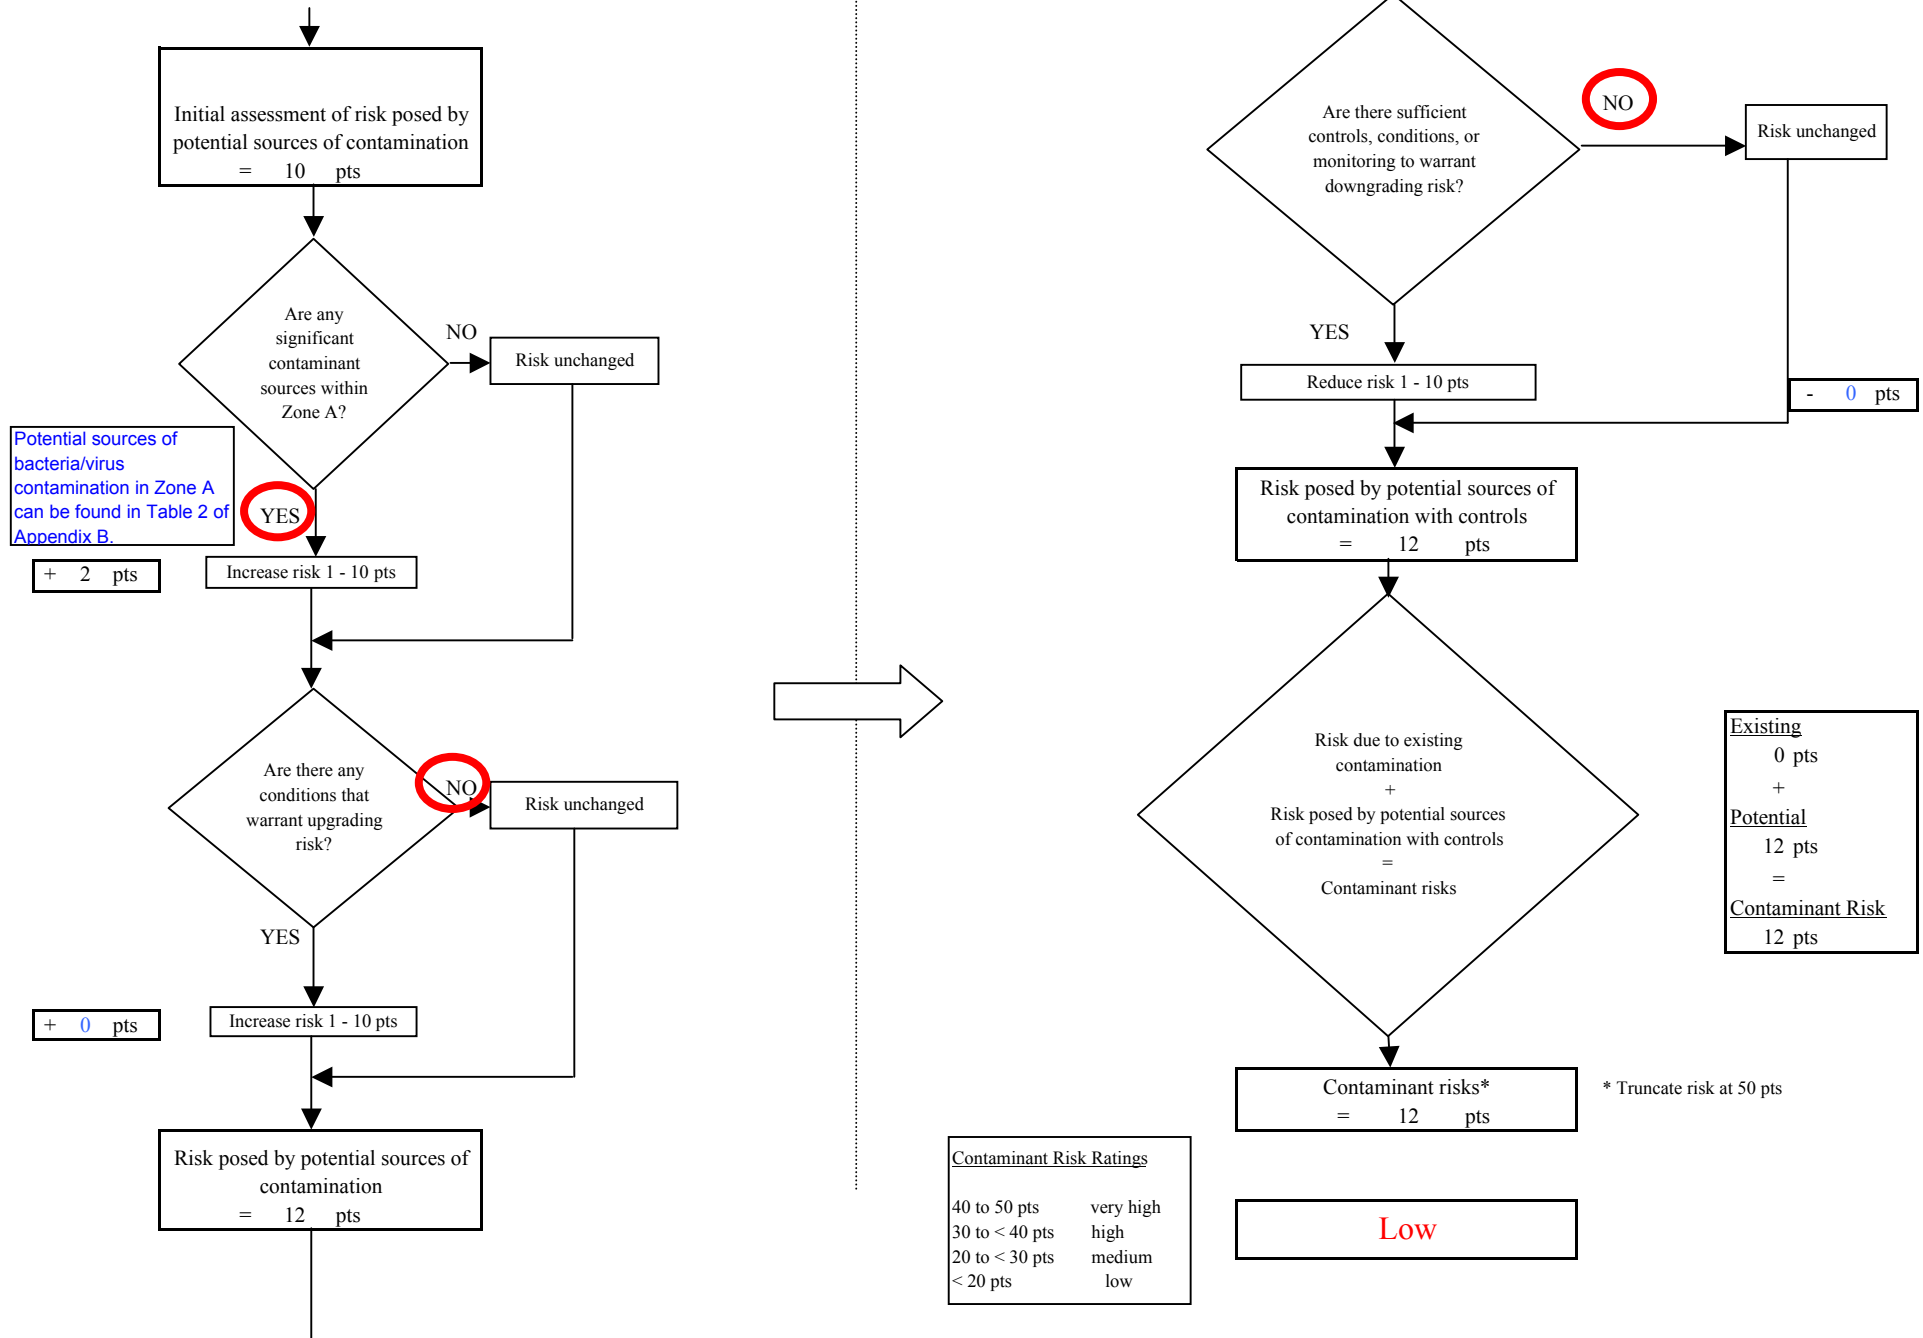 Initial assessment of risk posed by
potential sources of contamination
= 10 pts
Are any
significant
contaminant
sources within
Zone A?
NO
Risk unchanged
Potential sources of
bacteria/virus
contamination in Zone A
can be found in Table 2 of
Appendix B.
YES
+ 2 pts
Increase risk 1 - 10 pts
Are there any
conditions that
warrant upgrading
risk?
NO
Risk unchanged
YES
+ 0 pts
Increase risk 1 - 10 pts
Risk posed by potential sources of
contamination
= 12 pts
Are there sufficient
controls, conditions, or
monitoring to warrant
downgrading risk?
NO
Risk unchanged
YES
Reduce risk 1 - 10 pts
- 0 pts
Risk posed by potential sources of
contamination with controls
= 12 pts
Risk due to existing
contamination
+
Risk posed by potential sources
of contamination with controls
=
Contaminant risks
Existing
0 pts
+
Potential
12 pts
=
Contaminant Risk
12 pts
Contaminant risks*
= 12 pts
* Truncate risk at 50 pts
Contaminant Risk Ratings
40 to 50 pts very high
30 to < 40 pts high
20 to < 30 pts medium
< 20 pts low
Low